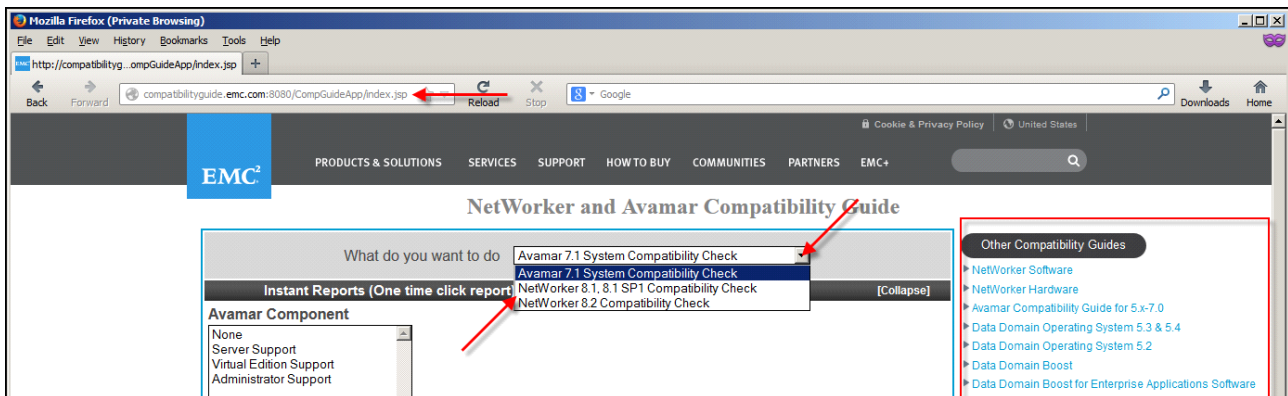 Mozilla Firefox (Private Browsing)
File Edit View History Bookmarks Tools Help
EMC² http://compatibilityg...ompGuideApp/index.jsp +
Back Forward compatibilityguide.emc.com:8080/CompGuideApp/index.jsp Reload Stop Google Downloads Home
Cookie & Privacy Policy United States
EMC² PRODUCTS & SOLUTIONS SERVICES SUPPORT HOW TO BUY COMMUNITIES PARTNERS EMC+
NetWorker and Avamar Compatibility Guide
What do you want to do Avamar 7.1 System Compatibility Check
Avamar 7.1 System Compatibility Check
NetWorker 8.1, 8.1 SP1 Compatibility Check
NetWorker 8.2 Compatibility Check
Instant Reports (One time click report) [Collapse]
Avamar Component
None
Server Support
Virtual Edition Support
Administrator Support
Other Compatibility Guides
NetWorker Software
NetWorker Hardware
Avamar Compatibility Guide for 5.x-7.0
Data Domain Operating System 5.3 & 5.4
Data Domain Operating System 5.2
Data Domain Boost
Data Domain Boost for Enterprise Applications Software